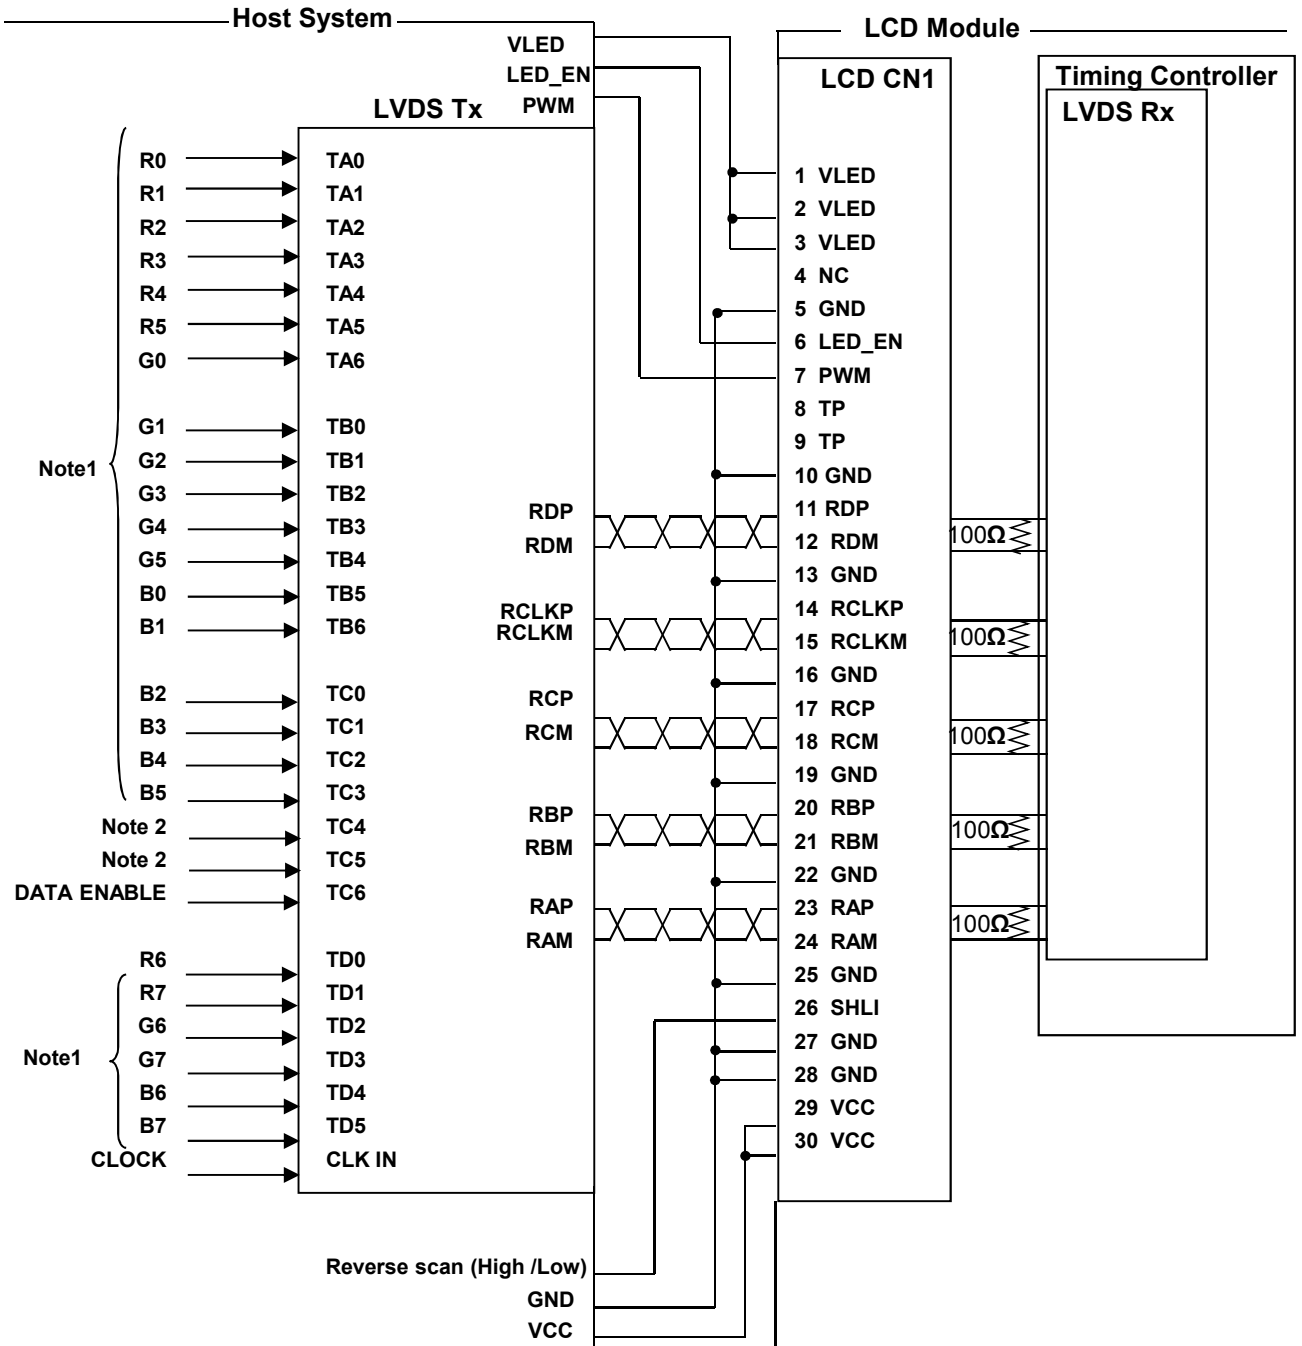 Host System
LCD Module
VLED
LED_EN
PWM
LVDS Tx
LCD CN1
Timing Controller
LVDS Rx
R0 TA0
R1 TA1
R2 TA2
R3 TA3
R4 TA4
R5 TA5
G0 TA6
G1 TB0
G2 TB1
G3 TB2
G4 TB3
G5 TB4
B0 TB5
B1 TB6
B2 TC0
B3 TC1
B4 TC2
B5 TC3
Note1
Note 2 TC4
Note 2 TC5
DATA ENABLE TC6
R6 TD0
R7 TD1
G6 TD2
G7 TD3
B6 TD4
B7 TD5
Note1
CLOCK CLK IN
RDP
RDM
RCLKP
RCLKM
RCP
RCM
RBP
RBM
RAP
RAM
Reverse scan (High /Low)
GND
VCC
1 VLED
2 VLED
3 VLED
4 NC
5 GND
6 LED_EN
7 PWM
8 TP
9 TP
10 GND
11 RDP
12 RDM
13 GND
14 RCLKP
15 RCLKM
16 GND
17 RCP
18 RCM
19 GND
20 RBP
21 RBM
22 GND
23 RAP
24 RAM
25 GND
26 SHLI
27 GND
28 GND
29 VCC
30 VCC
100Ω
100Ω
100Ω
100Ω
100Ω